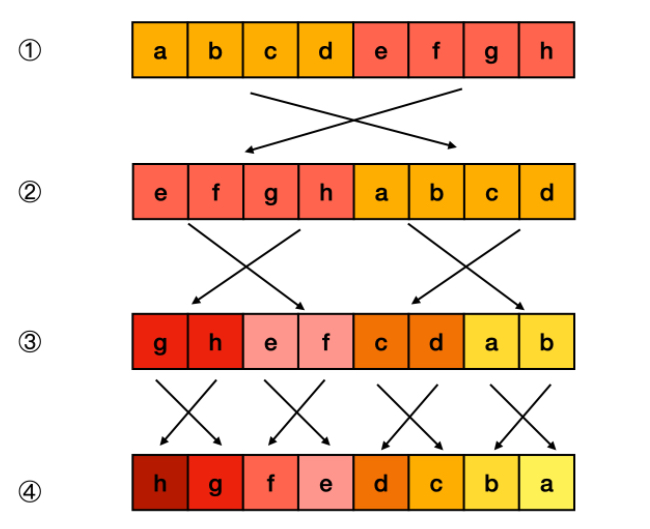 ① a b c d e f g h
② e f g h a b c d
③ g h e f c d a b
④ h g f e d c b a